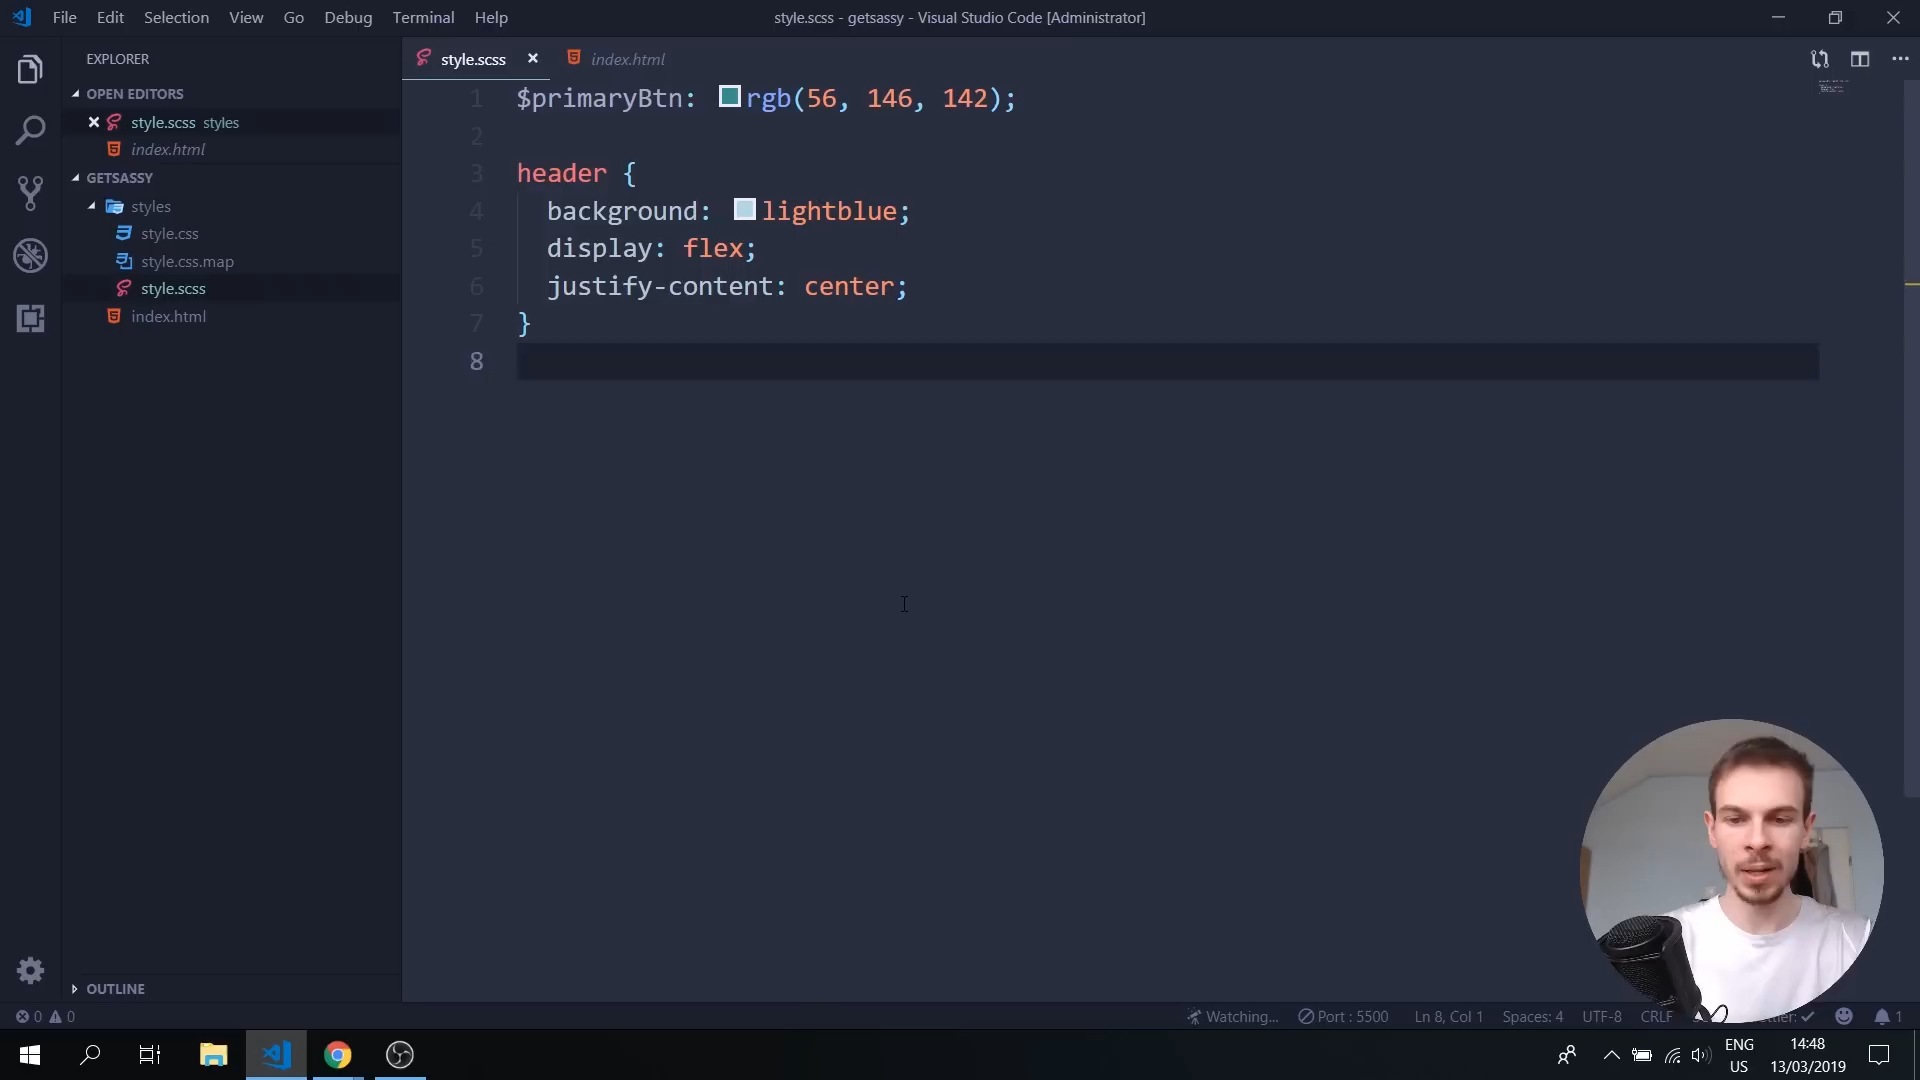 File Edit Selection View Go Debug Terminal Help
style.scss - getsassy - Visual Studio Code [Administrator]
EXPLORER
OPEN EDITORS
style.scss styles
index.html
GETSASSY
styles
style.css
style.css.map
style.scss
index.html
OUTLINE
style.scss
index.html
1 $primaryBtn: rgb(56, 146, 142);
2
3 header {
4 background: lightblue;
5 display: flex;
6 justify-content: center;
7 }
8
0 0
Watching... Port : 5500 Ln 8, Col 1 Spaces: 4 UTF-8 CRLF 1
ENG
US
14:48
13/03/2019